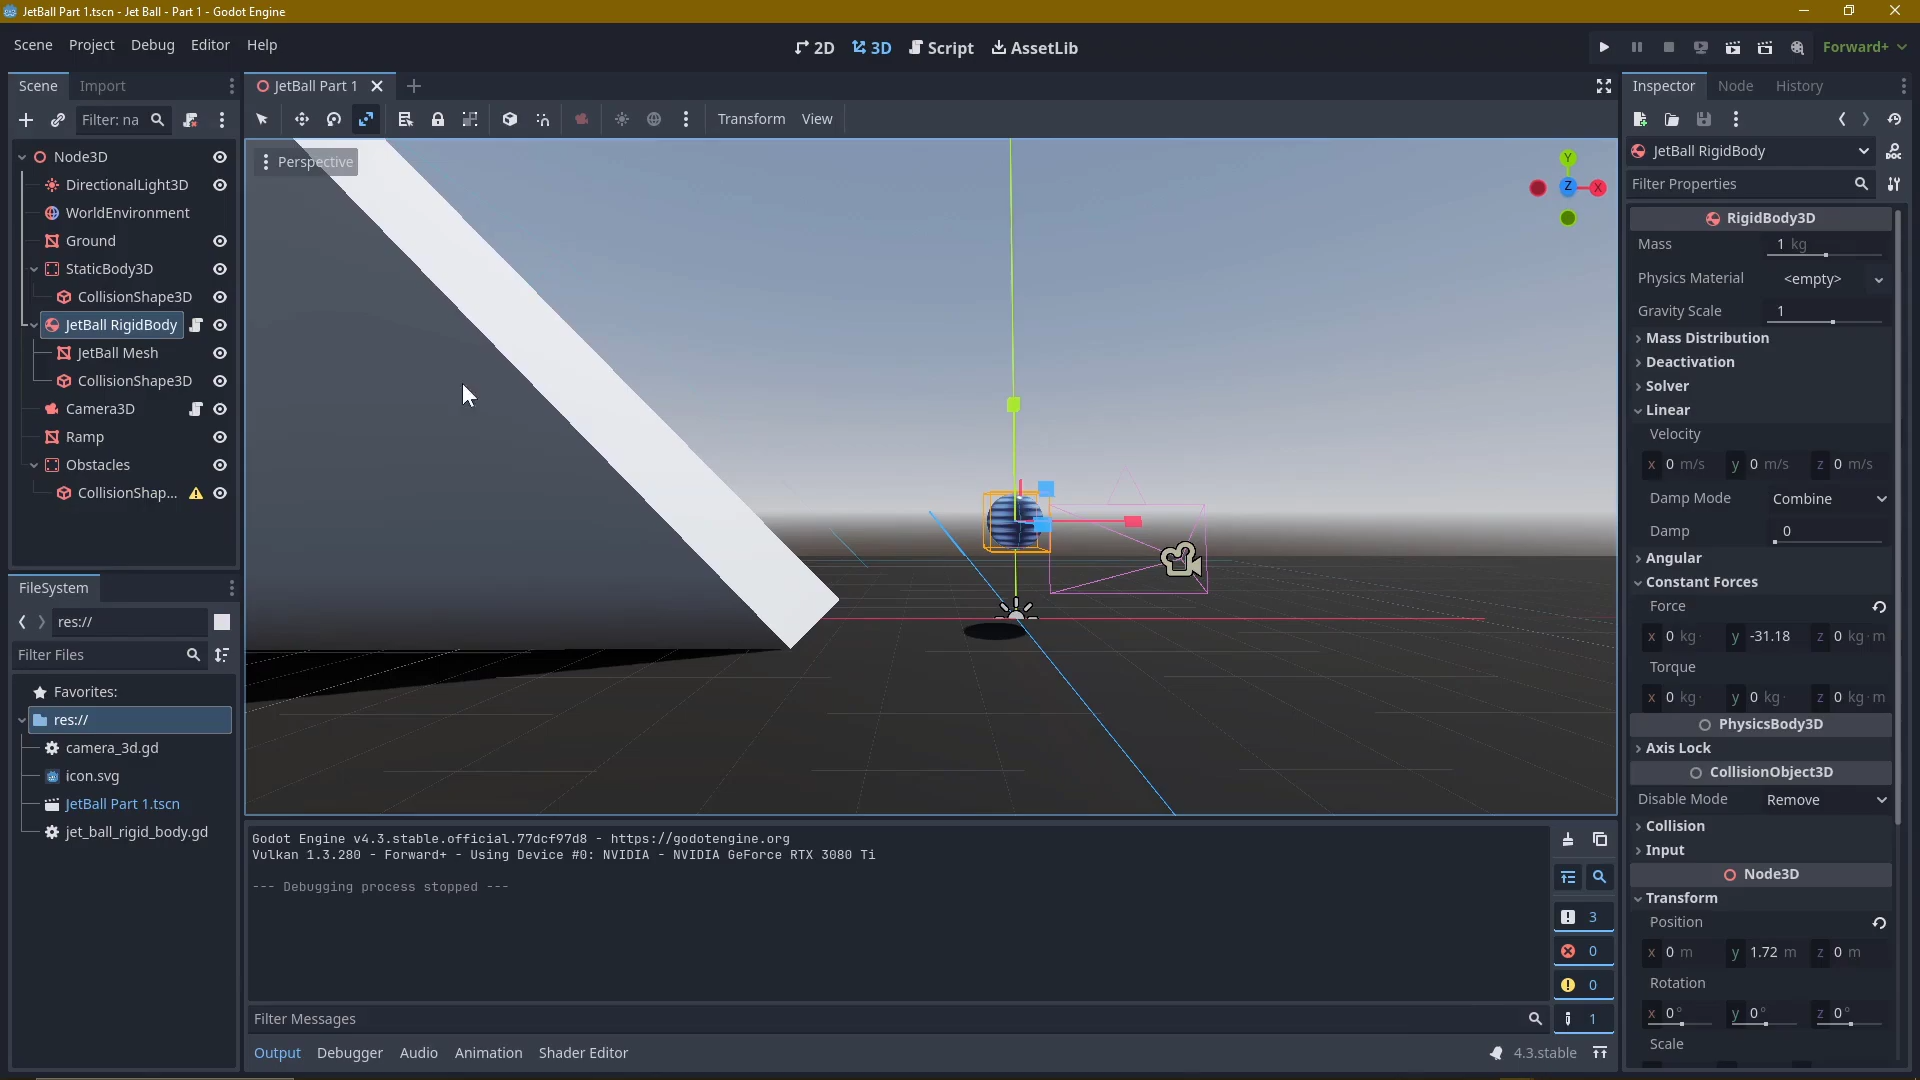 JetBall Part 1.tscn - Jet Ball - Part 1 - Godot Engine
Scene Project Debug Editor Help
2D 3D Script AssetLib
Forward+
Scene Import
JetBall Part 1
Inspector Node History
Filter: na
Transform View
Perspective
Y
Z
X
Node3D
DirectionalLight3D
WorldEnvironment
Ground
StaticBody3D
CollisionShape3D
JetBall RigidBody
JetBall Mesh
CollisionShape3D
Camera3D
Ramp
Obstacles
CollisionShap...
FileSystem
res://
Filter Files
Favorites:
res://
camera_3d.gd
icon.svg
JetBall Part 1.tscn
jet_ball_rigid_body.gd
Godot Engine v4.3.stable.official.77dcf97d8 - https://godotengine.org
Vulkan 1.3.280 - Forward+ - Using Device #0: NVIDIA - NVIDIA GeForce RTX 3080 Ti
--- Debugging process stopped ---
3
0
0
1
Filter Messages
Output Debugger Audio Animation Shader Editor
4.3.stable
JetBall RigidBody
DOC
Filter Properties
RigidBody3D
Mass 1 kg
Physics Material <empty>
Gravity Scale 1
Mass Distribution
Deactivation
Solver
Linear
Velocity
x 0 m/s y 0 m/s z 0 m/s
Damp Mode Combine
Damp 0
Angular
Constant Forces
Force
x 0 kg· y -31.18 z 0 kg·m
Torque
x 0 kg· y 0 kg· z 0 kg·m
PhysicsBody3D
Axis Lock
CollisionObject3D
Disable Mode Remove
Collision
Input
Node3D
Transform
Position
x 0 m y 1.72 m z 0 m
Rotation
x 0° y 0° z 0°
Scale